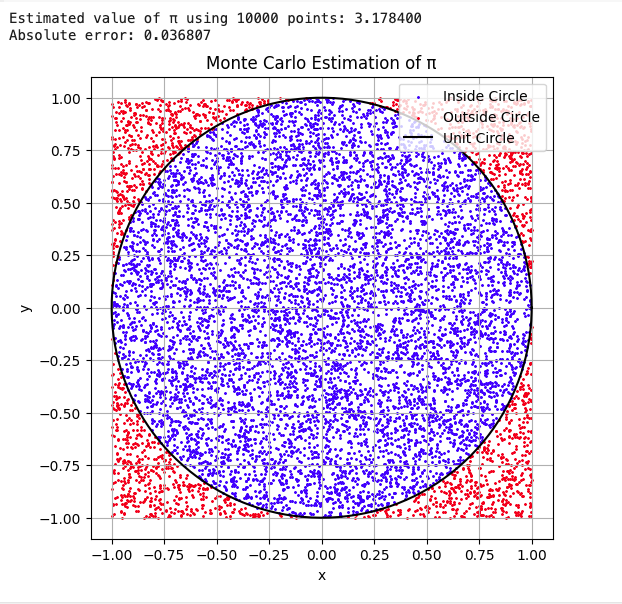 Estimated value of π using 10000 points: 3.178400
Absolute error: 0.036807
Monte Carlo Estimation of π
Inside Circle
Outside Circle
Unit Circle
1.00
0.75
0.50
0.25
0.00
−0.25
−0.50
−0.75
−1.00
y
−1.00 −0.75 −0.50 −0.25 0.00 0.25 0.50 0.75 1.00
x